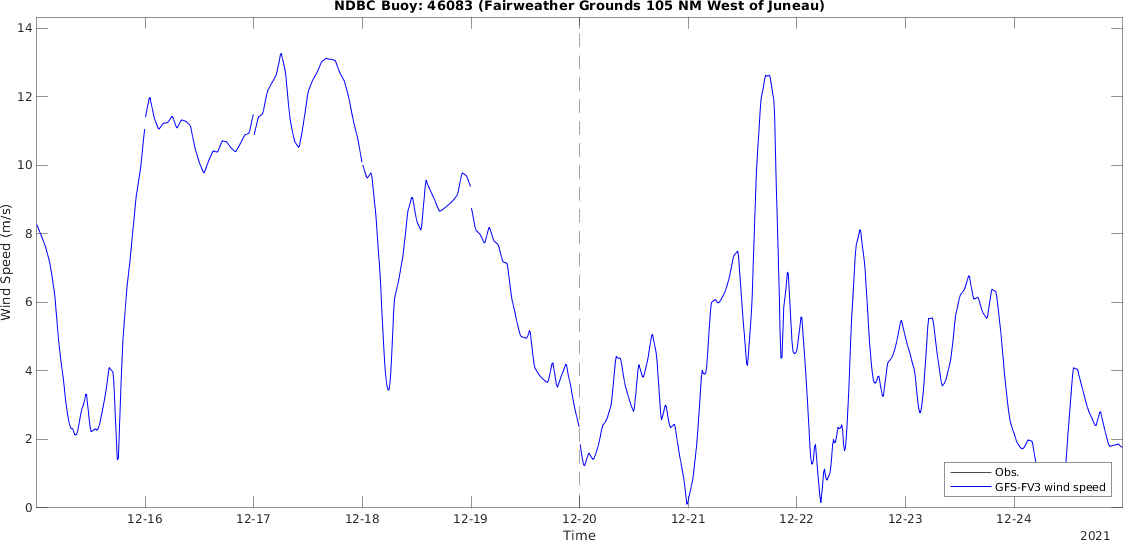 NDBC Buoy: 46083 (Fairweather Grounds 105 NM West of Juneau)
14
12
10
8
6
4
2
0
Wind Speed (m/s)
12-16 12-17 12-18 12-19 12-20 12-21 12-22 12-23 12-24
Time
2021
Obs.
GFS-FV3 wind speed